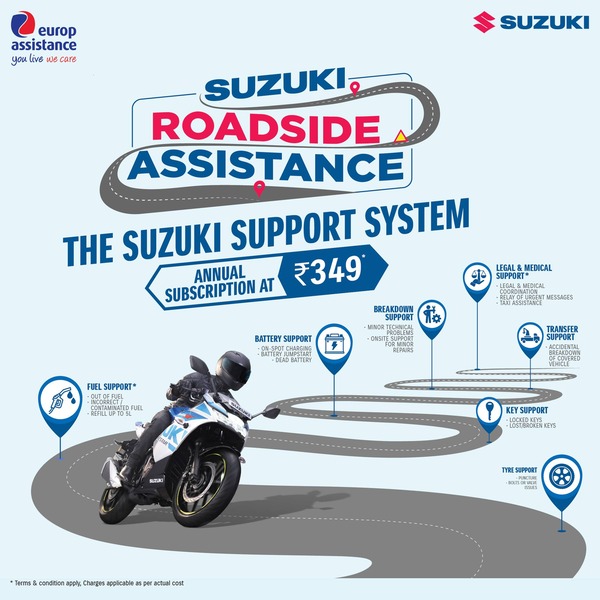 europ
assistance
you live we care
SUZUKI
SUZUKI
ROADSIDE
ASSISTANCE
THE SUZUKI SUPPORT SYSTEM
ANNUAL
SUBSCRIPTION AT
₹349*
LEGAL & MEDICAL
SUPPORT*
- LEGAL & MEDICAL
COORDINATION
- RELAY OF URGENT MESSAGES
- TAXI ASSISTANCE
BREAKDOWN
SUPPORT
- MINOR TECHNICAL
PROBLEMS
- ONSITE SUPPORT
FOR MINOR
REPAIRS
TRANSFER
SUPPORT
- ACCIDENTAL
BREAKDOWN
OF COVERED
VEHICLE
BATTERY SUPPORT
- ON-SPOT CHARGING
- BATTERY JUMPSTART
- DEAD BATTERY
FUEL SUPPORT*
- OUT OF FUEL
- INCORRECT /
CONTAMINATED FUEL
- REFILL UP TO 5L
KEY SUPPORT
- LOCKED KEYS
- LOST/BROKEN KEYS
TYRE SUPPORT
- PUNCTURE
- BOLTS OR VALVE
ISSUES
SUZUKI
* Terms & condition apply, Charges applicable as per actual cost